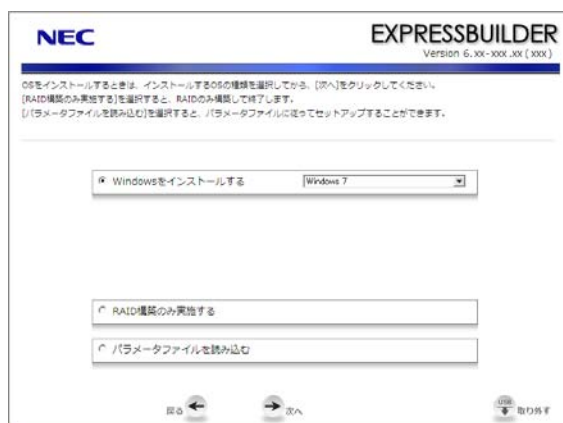 NEC
EXPRESSBUILDER
Version 6.xx-xxx.xx (xxx)
OSをインストールするときは、インストールするOSの種類を選択してから、[次へ]をクリックしてください。
[RAID構築のみ実施する]を選択すると、RAIDのみ構築して終了します。
[パラメータファイルを読み込む]を選択すると、パラメータファイルに従ってセットアップすることができます。
Windowsをインストールする
Windows 7
RAID構築のみ実施する
パラメータファイルを読み込む
戻る
次へ
USB
取り外す